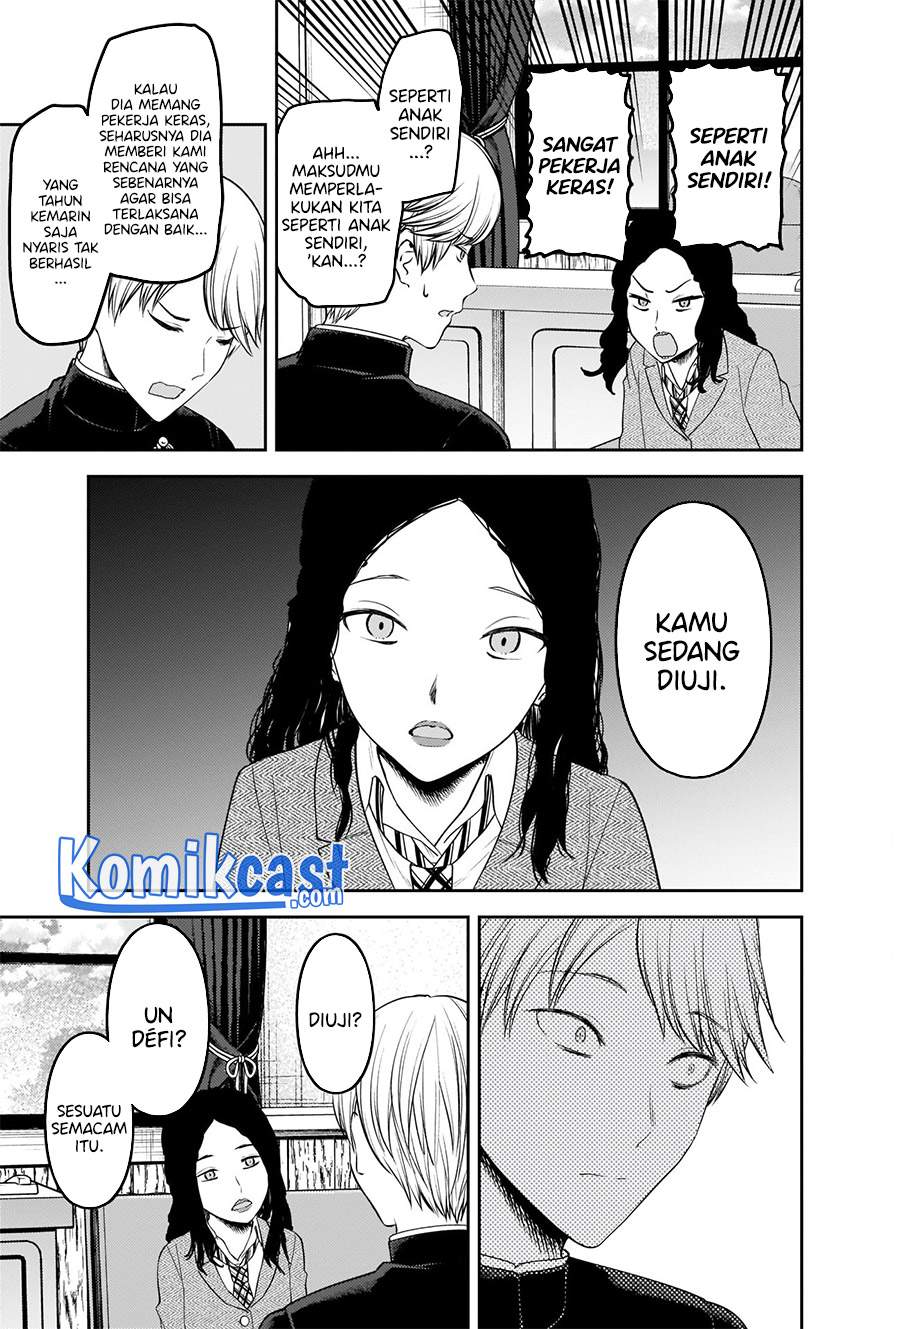 SEPERTI
ANAK
SENDIRI!
SANGAT
PEKERJA
KERAS!
SEPERTI
ANAK
SENDIRI
...?
AHH...
MAKSUDMU
MEMPERLA-
KUKAN KITA
SEPERTI ANAK
SENDIRI,
'KAN...?
KALAU
DIA MEMANG
PEKERJA KERAS,
SEHARUSNYA DIA
MEMBERI KAMI
RENCANA YANG
SEBENARNYA
AGAR BISA
TERLAKSANA
DENGAN BAIK...
YANG
TAHUN
KEMARIN SAJA
NYARIS TAK
BERHASIL
...
KAMU
SEDANG
DIUJI.
Komikcast
.com
DIUJI?
UN
DÉFI?
SESUATU
SEMACAM
ITU.